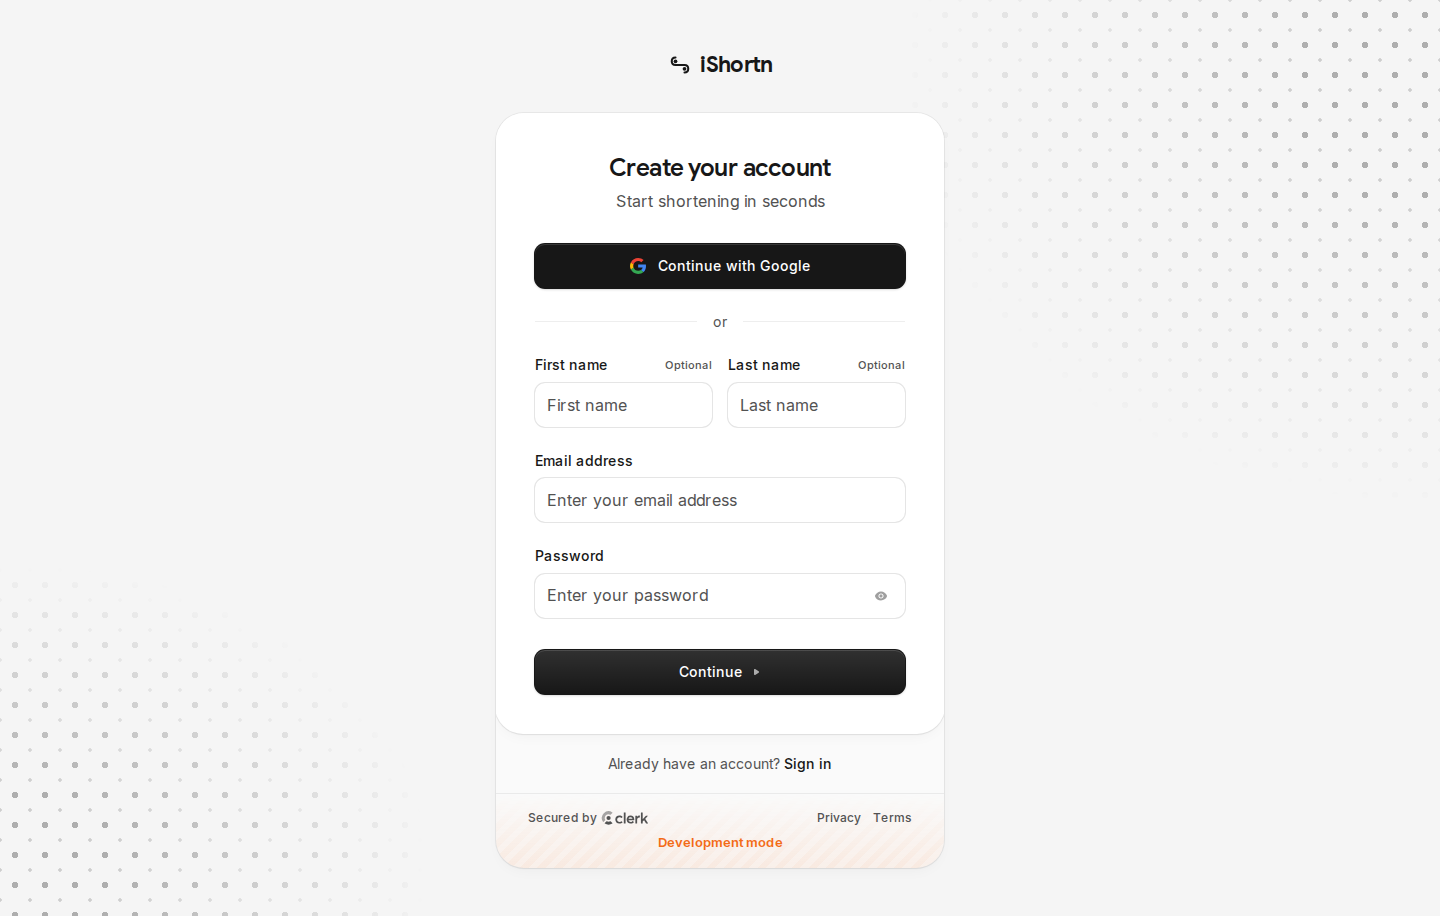 iShortn
Create your account
Start shortening in seconds
Continue with Google
or
First name Optional Last name Optional
First name Last name
Email address
Enter your email address
Password
Enter your password
Continue
Already have an account? Sign in
Secured by clerk Privacy Terms
Development mode